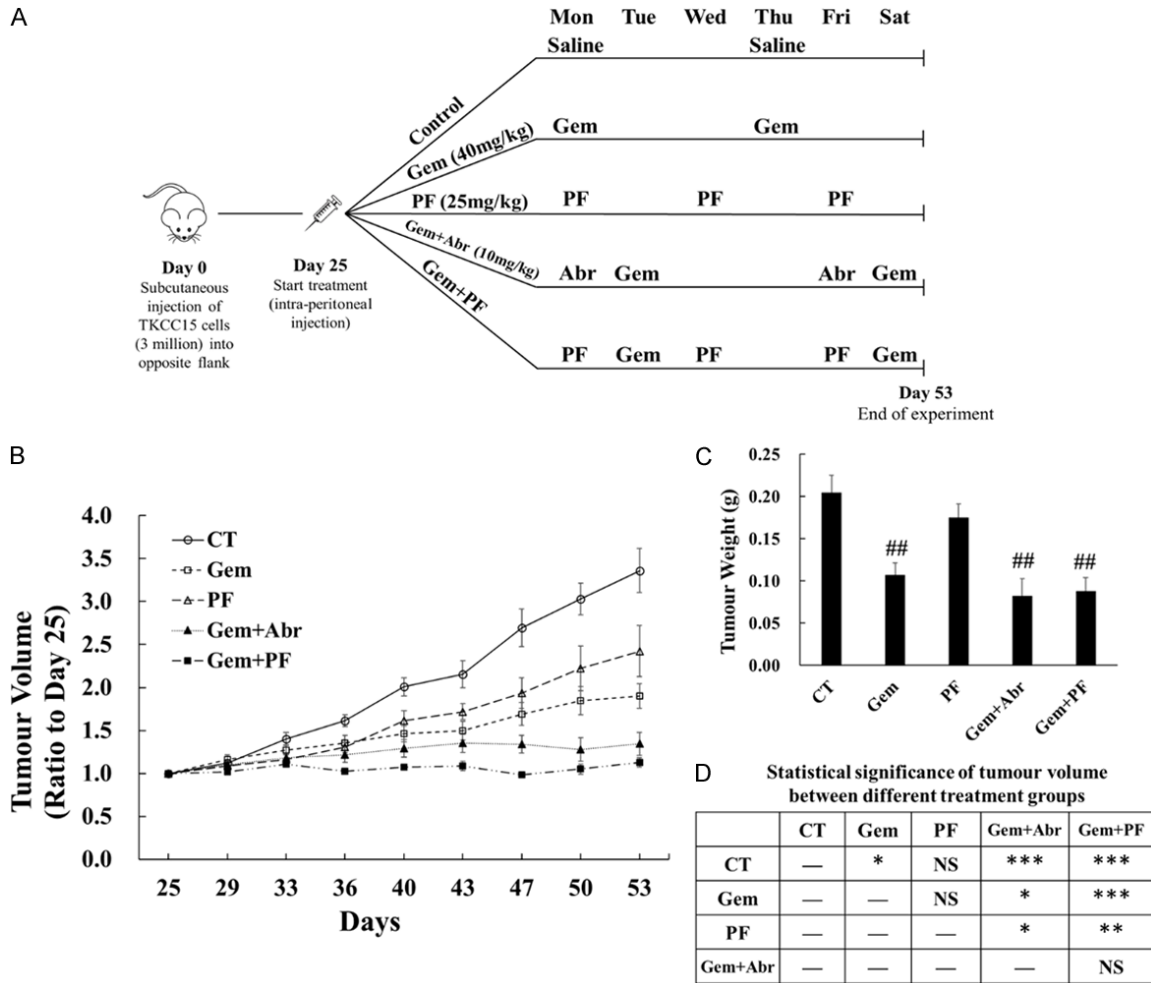 A
Mon Tue Wed Thu Fri Sat
Saline Saline
Control
Gem (40mg/kg)
Gem Gem
PF (25mg/kg)
PF PF PF
Gem+Abr (10mg/kg)
Abr Gem Fri Gem
Gem+PF
PF Gem PF PF Gem
Day 0
Subcutaneous
injection of
TKCC15 cells
(3 million) into
opposite flank
Day 25
Start treatment
(intra-peritoneal
injection)
Day 53
End of experiment
B
Tumour Volume
(Ratio to Day 25)
4.0
3.5
3.0
2.5
2.0
1.5
1.0
0.5
0.0
CT
Gem
PF
Gem+Abr
Gem+PF
25 29 33 36 40 43 47 50 53
Days
C
Tumour Weight (g)
0.25
0.20
0.15
0.10
0.05
0.00
## ## ##
CT Gem PF Gem+Abr Gem+PF
D
Statistical significance of tumour volume
between different treatment groups
CT Gem PF Gem+Abr Gem+PF
CT — * NS *** ***
Gem — — NS * ***
PF — — — * **
Gem+Abr — — — — NS